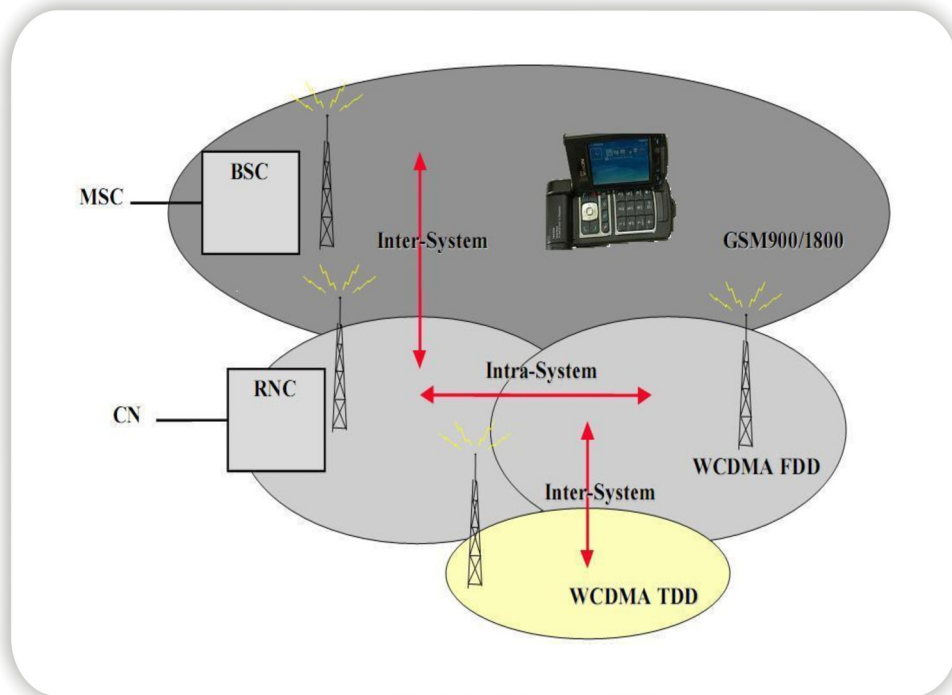 BSC
MSC
Inter-System
GSM900/1800
Intra-System
RNC
CN
WCDMA FDD
Inter-System
WCDMA TDD